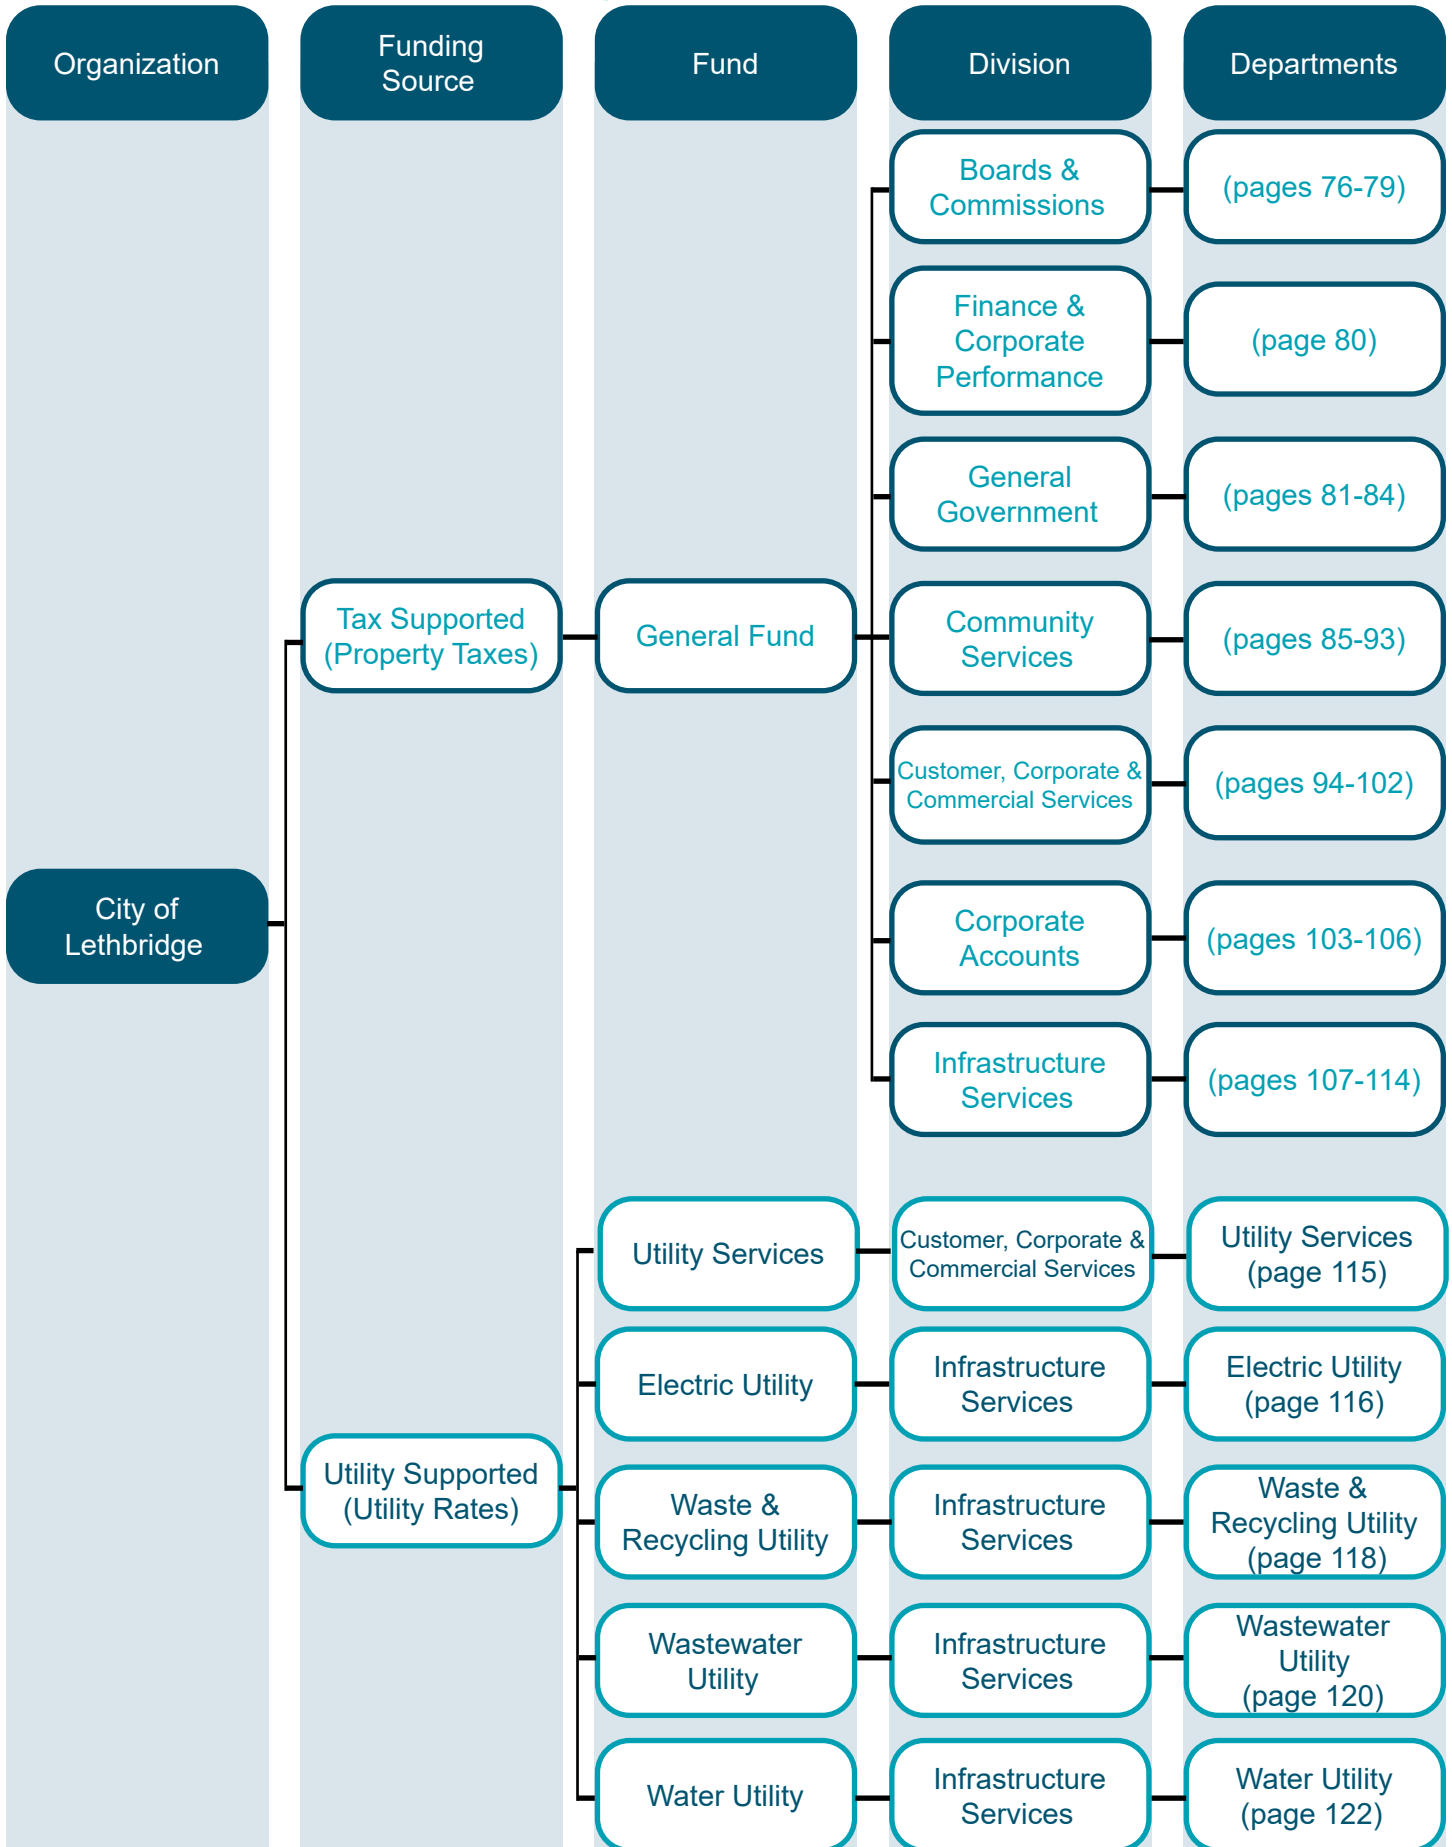 Organization
Funding
Source
Fund
Division
Departments
Boards &
Commissions
(pages 76-79)
Finance &
Corporate
Performance
(page 80)
General
Government
(pages 81-84)
Tax Supported
(Property Taxes)
General Fund
Community
Services
(pages 85-93)
Customer, Corporate &
Commercial Services
(pages 94-102)
City of
Lethbridge
Corporate
Accounts
(pages 103-106)
Infrastructure
Services
(pages 107-114)
Utility Services
Customer, Corporate &
Commercial Services
Utility Services
(page 115)
Electric Utility
Infrastructure
Services
Electric Utility
(page 116)
Utility Supported
(Utility Rates)
Waste &
Recycling Utility
Infrastructure
Services
Waste &
Recycling Utility
(page 118)
Wastewater
Utility
Infrastructure
Services
Wastewater
Utility
(page 120)
Water Utility
Infrastructure
Services
Water Utility
(page 122)